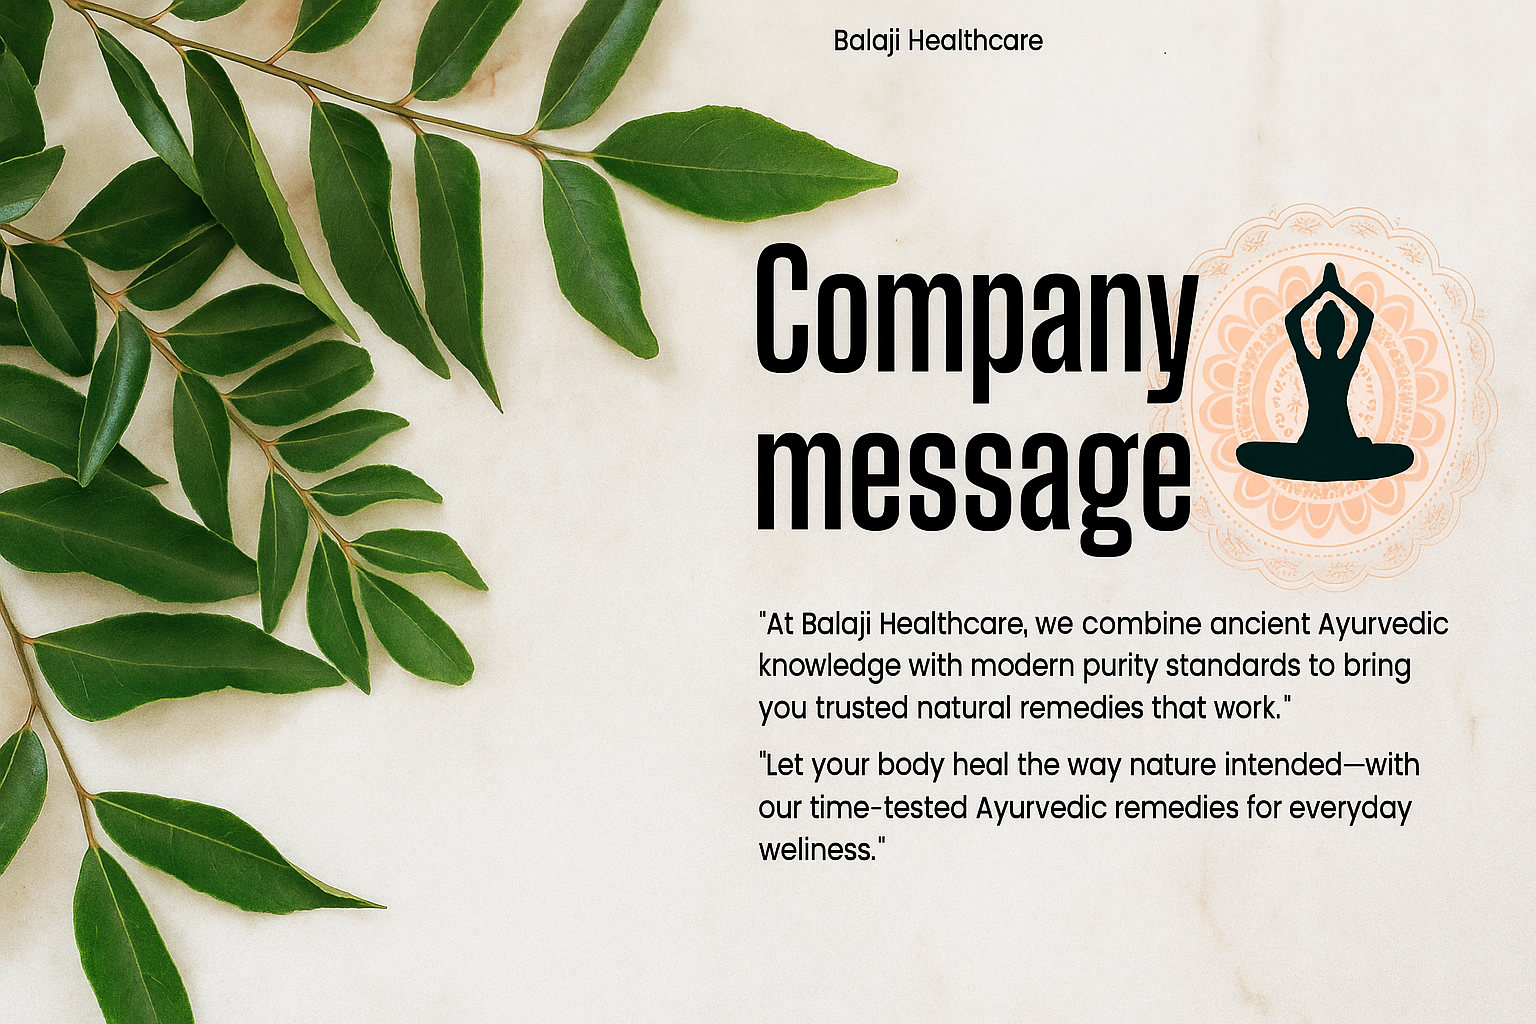 Balaji Healthcare
Company
message
"At Balaji Healthcare, we combine ancient Ayurvedic
knowledge with modern purity standards to bring
you trusted natural remedies that work."
"Let your body heal the way nature intended—with
our time-tested Ayurvedic remedies for everyday
weliness."